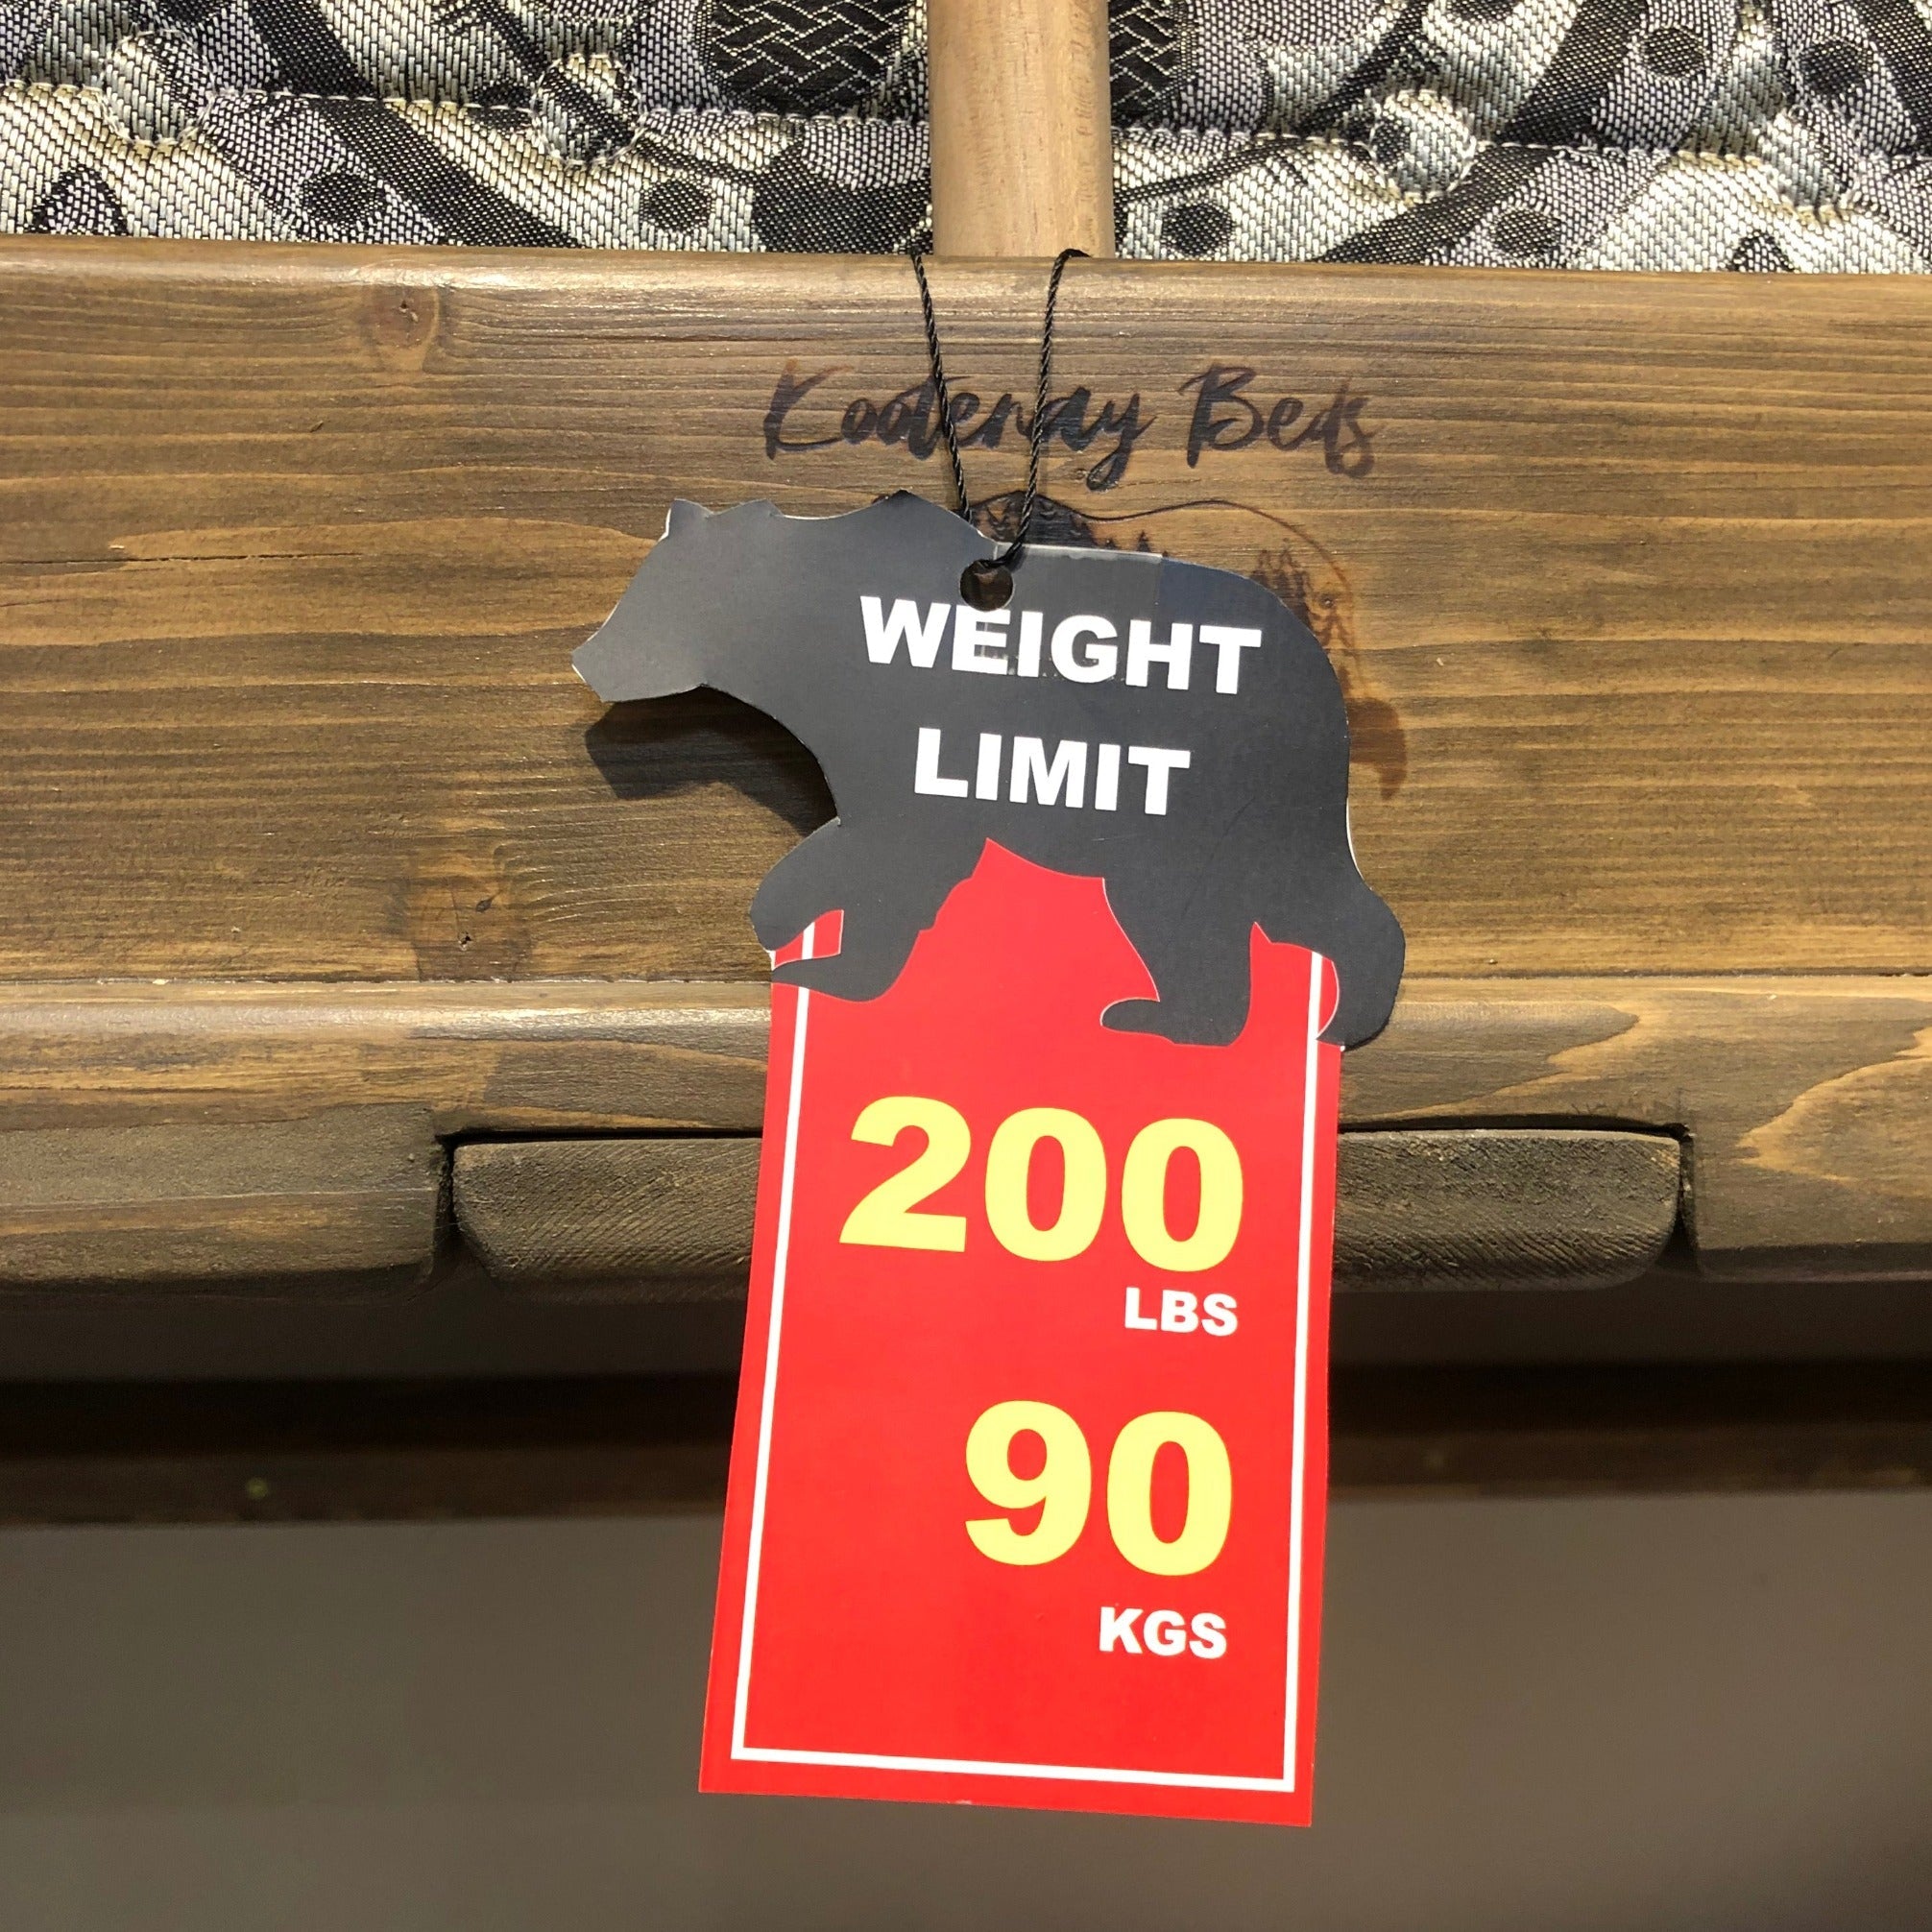 Kootenay Beds
WEIGHT
LIMIT
200
LBS
90
KGS